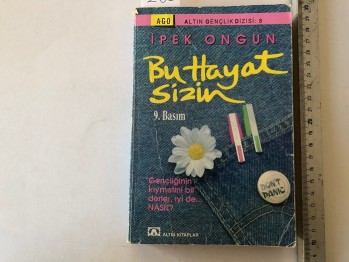 AGD ALTIN GENÇLİK DİZİSİ: 8
İPEK ONGUN
Bu Hayat
Sizin
9. Basım
Gençliğinin
kıymetini bil
derler, iyi de...
NASIL?
DON'T
PANIC
ALTIN KİTAPLAR